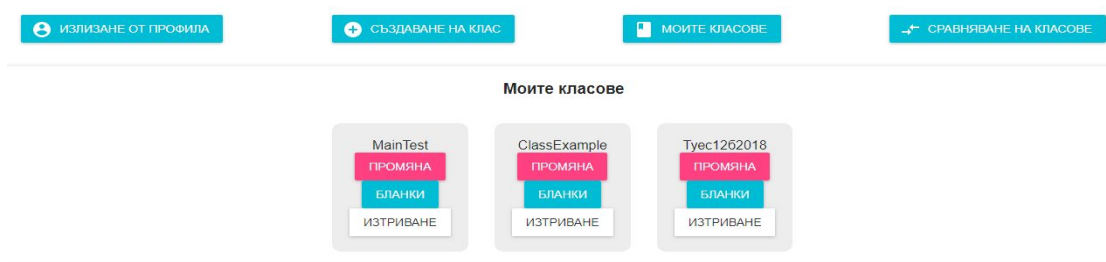 ИЗЛИЗАНЕ ОТ ПРОФИЛА
СЪЗДАВАНЕ НА КЛАС
МОИТЕ КЛАСОВЕ
СРАВНЯВАНЕ НА КЛАСОВЕ
Моите класове
MainTest
ПРОМЯНА
БЛАНКИ
ИЗТРИВАНЕ
ClassExample
ПРОМЯНА
БЛАНКИ
ИЗТРИВАНЕ
Туес12б2018
ПРОМЯНА
БЛАНКИ
ИЗТРИВАНЕ